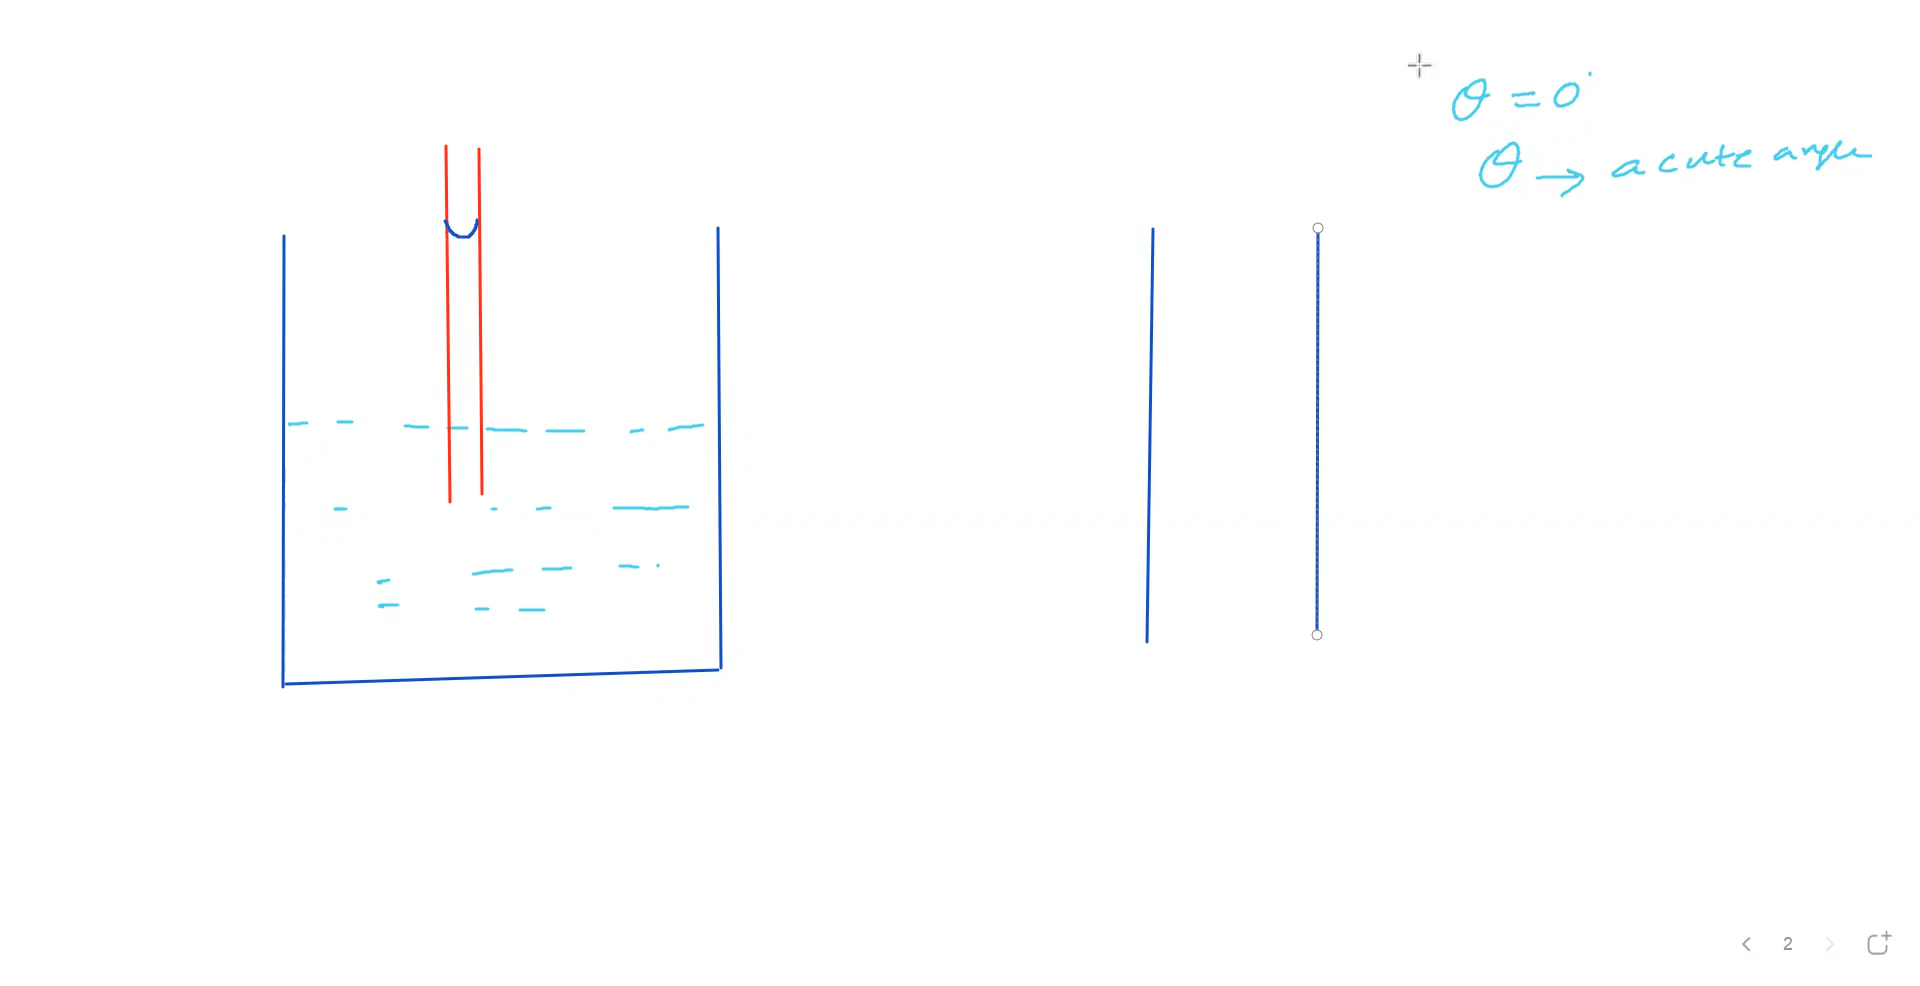 θ = 0°
θ → acute angle
2